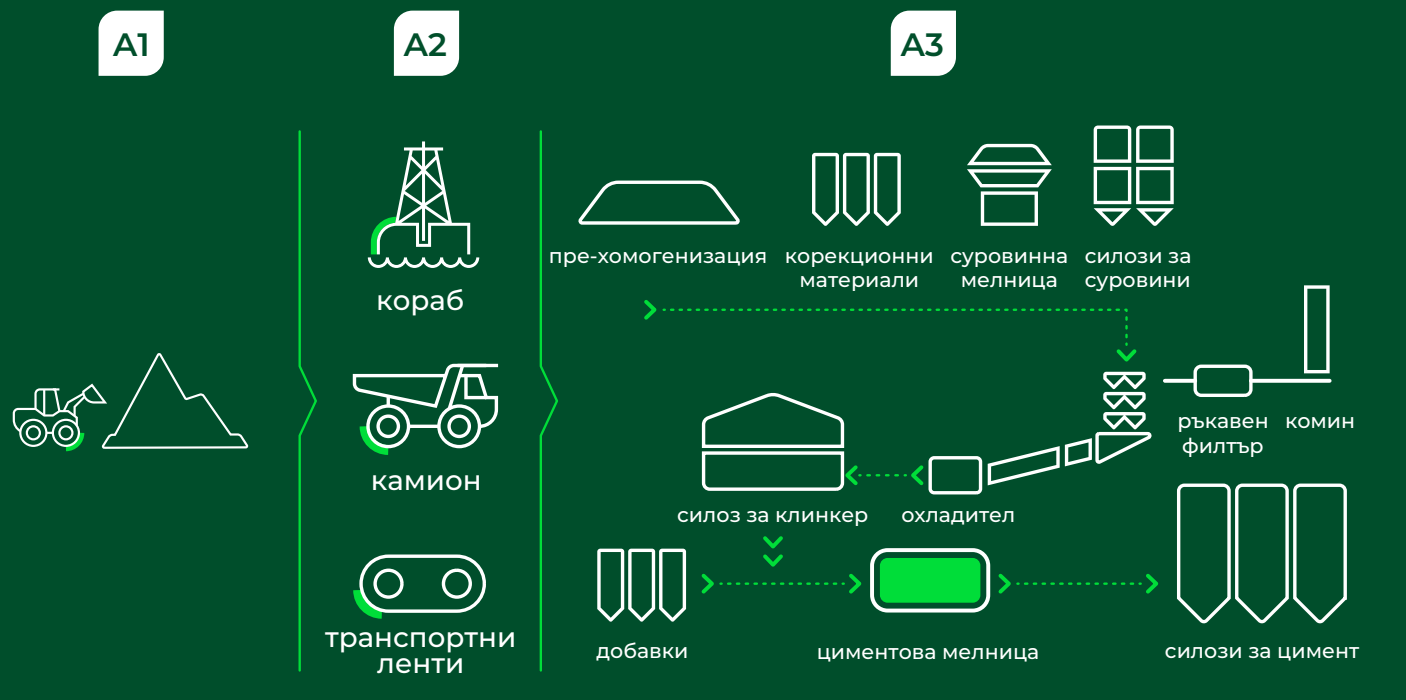 A1
A2
A3
кораб
камион
транспортни
ленти
пре-хомогенизация
корекционни
материали
суровинна
мелница
силози за
суровини
ръкавен
филтър
комин
силоз за клинкер
охладител
добавки
циментова мелница
силози за цимент